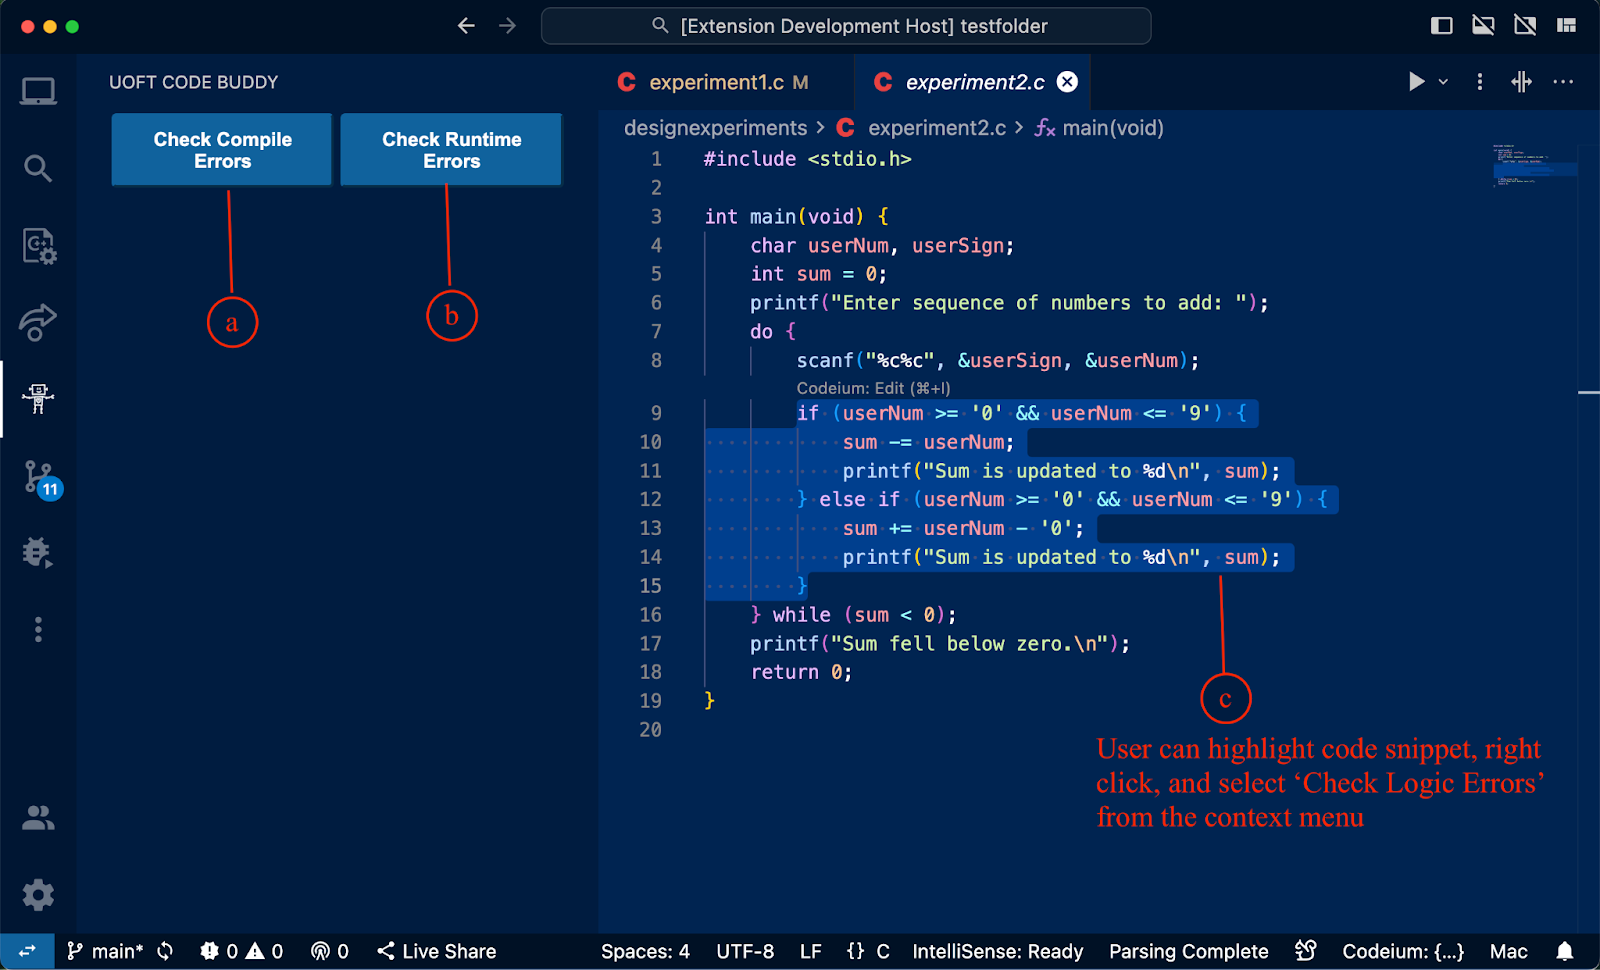 [Extension Development Host] testfolder
UOFT CODE BUDDY
Check Compile
Errors
Check Runtime
Errors
a
b
C experiment1.c M
C experiment2.c
designexperiments > C experiment2.c > fx main(void)
1 #include <stdio.h>
2
3 int main(void) {
4 char userNum, userSign;
5 int sum = 0;
6 printf("Enter sequence of numbers to add: ");
7 do {
8 scanf("%c%c", &userSign, &userNum);
Codeium: Edit (⌘+I)
9 if (userNum >= '0' && userNum <= '9') {
10 sum -= userNum;
11 printf("Sum is updated to %d\n", sum);
12 } else if (userNum >= '0' && userNum <= '9') {
13 sum += userNum - '0';
14 printf("Sum is updated to %d\n", sum);
15 }
16 } while (sum < 0);
17 printf("Sum fell below zero.\n");
18 return 0;
19 }
20
c
User can highlight code snippet, right
click, and select ‘Check Logic Errors’
from the context menu
11
main* 0 0 0 Live Share Spaces: 4 UTF-8 LF {} C IntelliSense: Ready Parsing Complete Codeium: {...} Mac